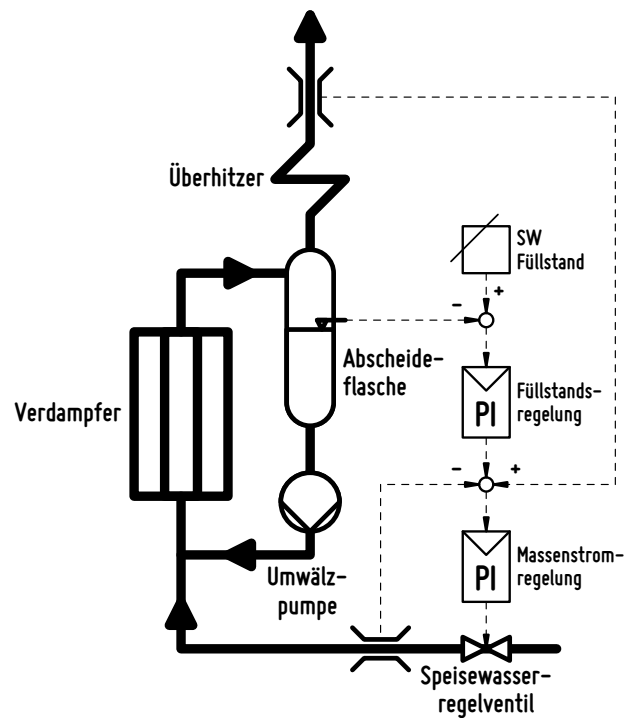 Überhitzer
SW
Füllstand
+
-
Abscheide-
flasche
Füllstands-
regelung
PI
Verdampfer
-
+
Massenstrom-
regelung
PI
Umwälz-
pumpe
Speisewasser-
regelventil